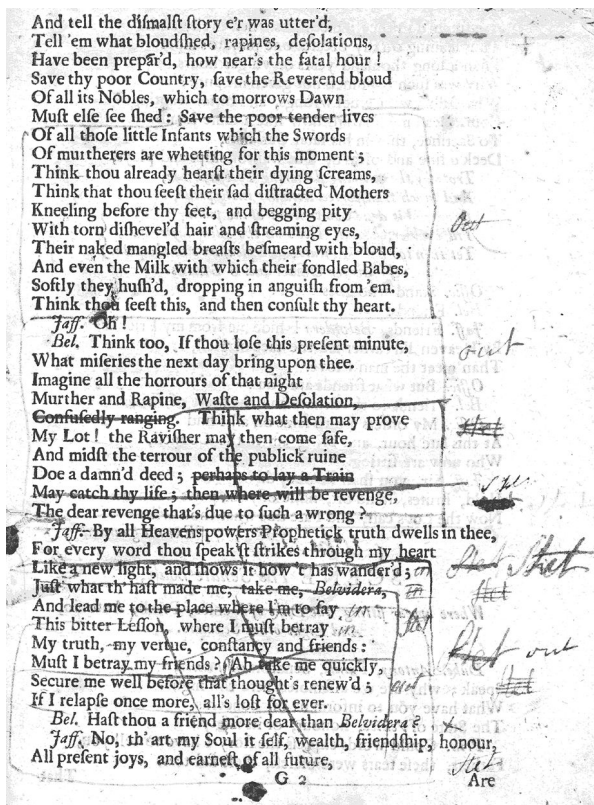 And tell the diſmalſt ſtory e'r was utter'd,
Tell 'em what bloudſhed, rapines, deſolations,
Have been prepar'd, how near's the fatal hour !
Save thy poor Country, ſave the Reverend bloud
Of all its Nobles, which to morrows Dawn
Muſt elſe ſee ſhed : Save the poor tender lives
Of all thoſe little Infants which the Swords
Of murtherers are whetting for this moment ;
Think thou already hearſt their dying ſcreams,
Think that thou ſeeſt their ſad diſtracted Mothers
Kneeling before thy feet, and begging pity
With torn diſhevel'd hair and ſtreaming eyes,
Their naked mangled breaſts beſmeard with bloud,
And even the Milk with which their fondled Babes,
Softly they huſh'd, dropping in anguiſh from 'em.
Think thou ſeeſt this, and then conſult thy heart.
Jaff. Oh !
Bel. Think too, If thou loſe this preſent minute,
out
What miſeries the next day bring upon thee.
Imagine all the horrours of that night
Murther and Rapine, Waſte and Deſolation,
Confuſedly ranging. Think what then may prove
stet
My Lot ! the Raviſher may then come ſafe,
And midſt the terrour of the publick ruine
Doe a damn'd deed ; perhaps to lay a Train
May catch thy life ; then where will be revenge,
The dear revenge that's due to ſuch a wrong ?
Jaff. By all Heavens powers Prophetick truth dwells in thee,
For every word thou ſpeak'ſt ſtrikes through my heart
stet Stet
Like a new light, and ſhows it how 't has wander'd ; in
Juſt what th' haſt made me, take me, Belvidera, in
stet
And lead me to the place where I'm to ſay in
This bitter Leſſon, where I muſt betray in
stet
My truth, my vertue, conſtancy and friends :
out
Muſt I betray my friends ? Ah take me quickly,
Secure me well before that thought's renew'd ; out
stet
If I relapſe once more, all's loſt for ever.
Bel. Haſt thou a friend more dear than Belvidera ? x
Jaff. No, th' art my Soul it ſelf, wealth, friendſhip, honour,
All preſent joys, and earneſt of all future,
stet
G 2
Are